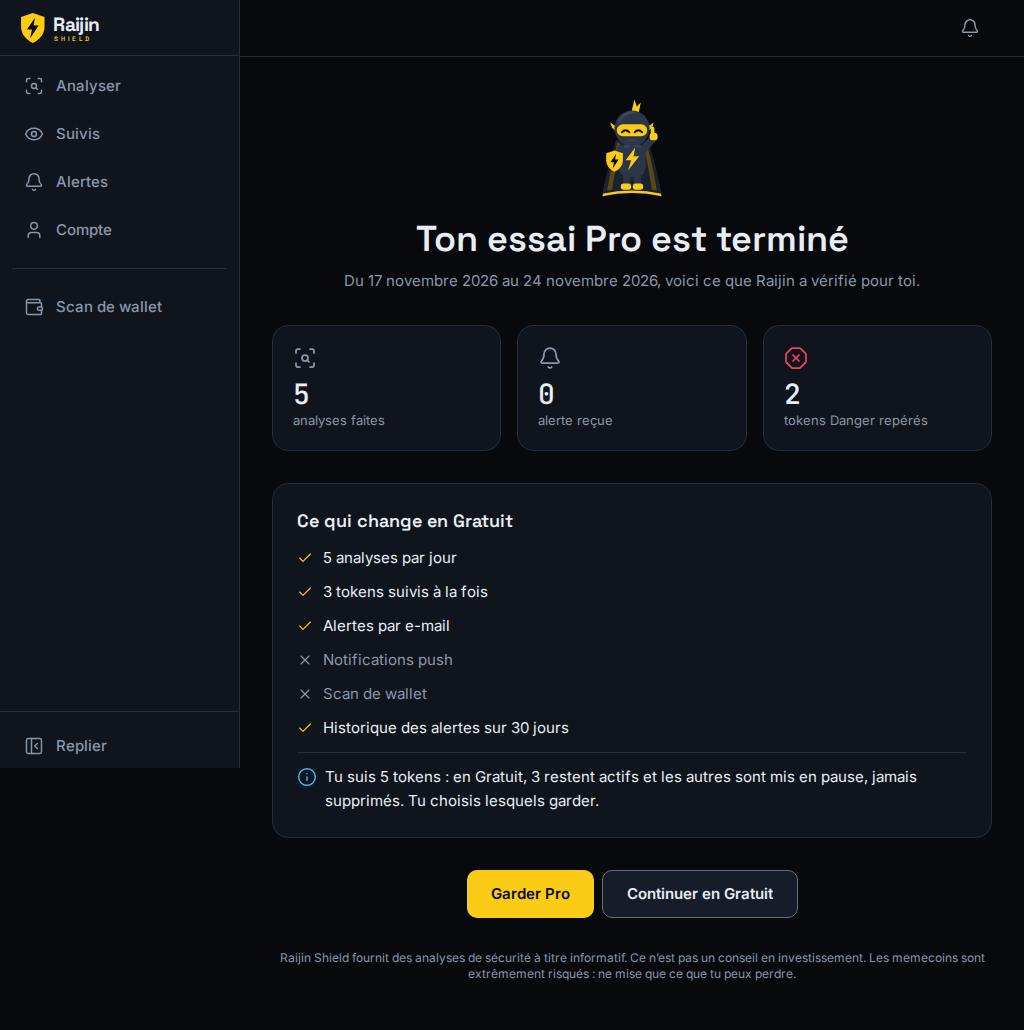 Raijin
SHIELD
Analyser
Suivis
Alertes
Compte
Scan de wallet
Replier
Ton essai Pro est terminé
Du 17 novembre 2026 au 24 novembre 2026, voici ce que Raijin a vérifié pour toi.
5
analyses faites
0
alerte reçue
2
tokens Danger repérés
Ce qui change en Gratuit
5 analyses par jour
3 tokens suivis à la fois
Alertes par e-mail
Notifications push
Scan de wallet
Historique des alertes sur 30 jours
Tu suis 5 tokens : en Gratuit, 3 restent actifs et les autres sont mis en pause, jamais
supprimés. Tu choisis lesquels garder.
Garder Pro
Continuer en Gratuit
Raijin Shield fournit des analyses de sécurité à titre informatif. Ce n’est pas un conseil en investissement. Les memecoins sont
extrêmement risqués : ne mise que ce que tu peux perdre.